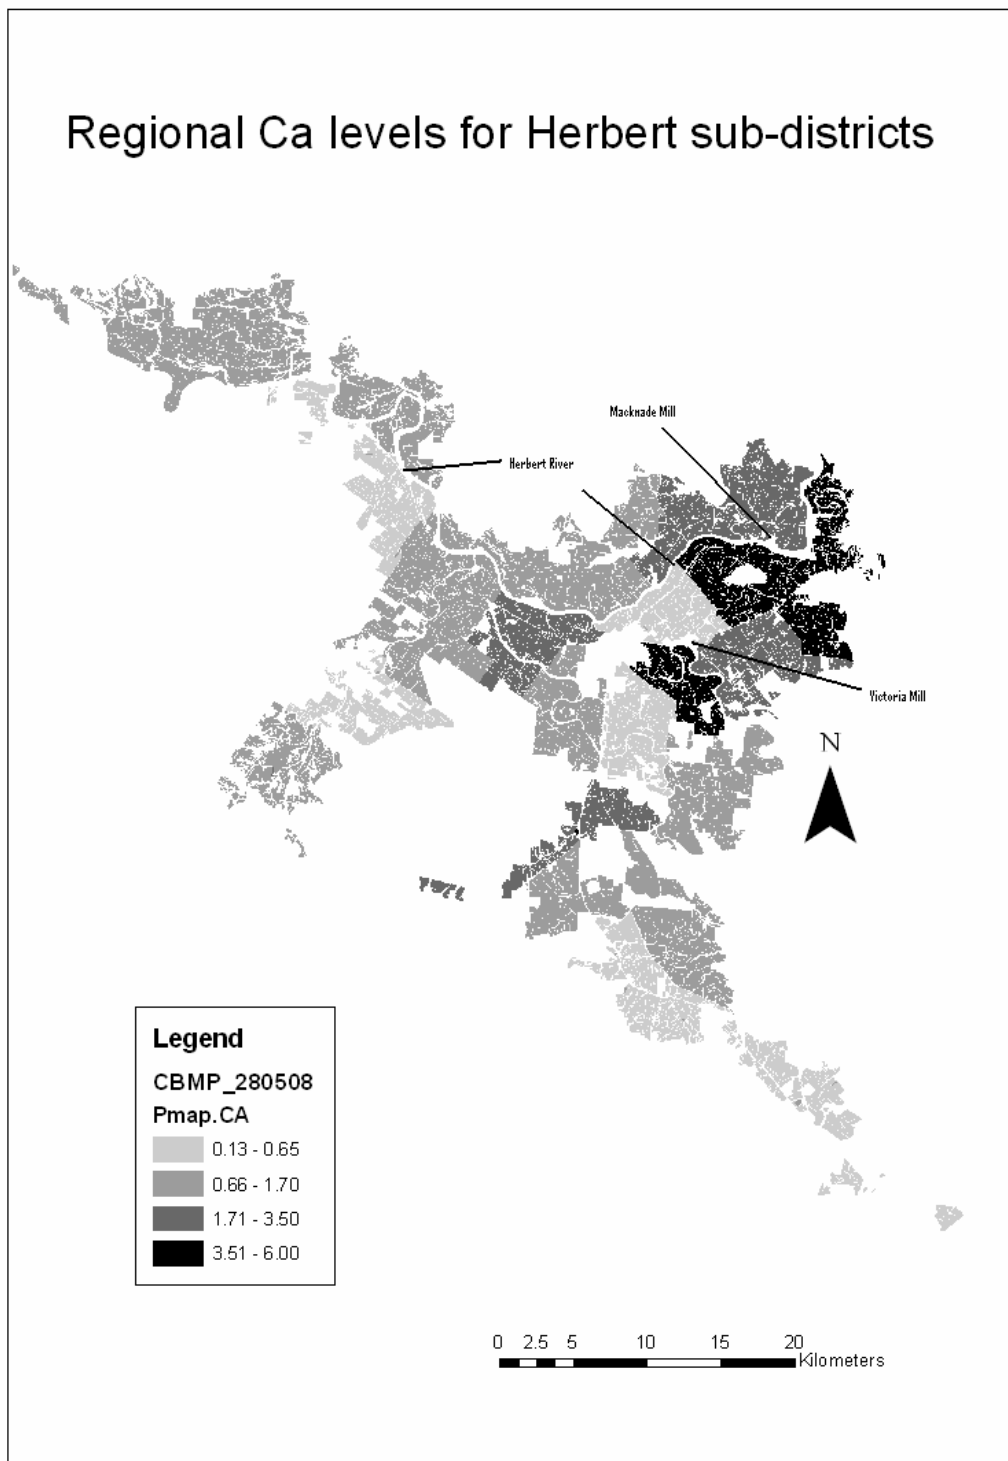 Regional Ca levels for Herbert sub-districts
Macknade Mill
Herbert River
Victoria Mill
N
Legend
CBMP_280508
Pmap.CA
0.13 - 0.65
0.66 - 1.70
1.71 - 3.50
3.51 - 6.00
0 2.5 5 10 15 20
Kilometers